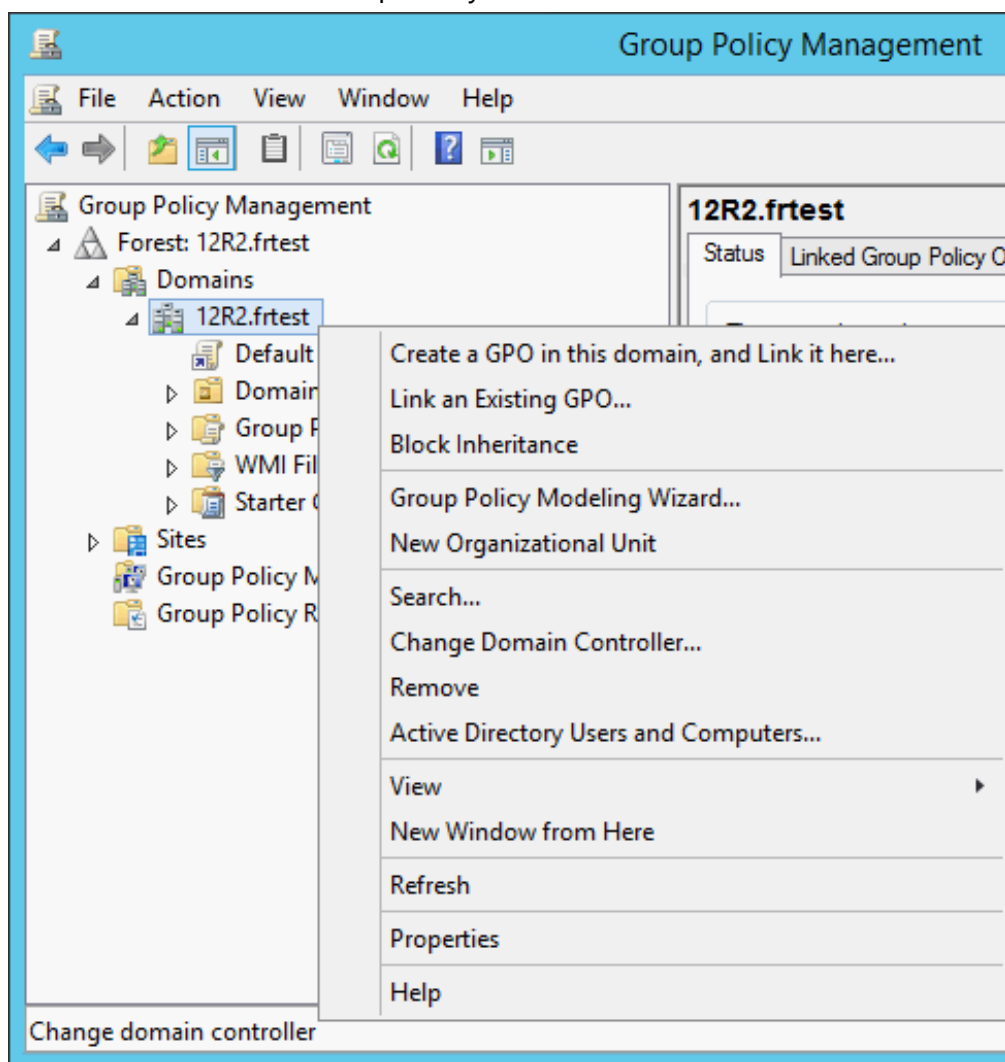 Group Policy Management
File Action View Window Help
Group Policy Management
Forest: 12R2.frtest
Domains
12R2.frtest
Default
Domain
Group P
WMI Fil
Starter
Sites
Group Policy M
Group Policy R
12R2.frtest
Status Linked Group Policy O
Create a GPO in this domain, and Link it here...
Link an Existing GPO...
Block Inheritance
Group Policy Modeling Wizard...
New Organizational Unit
Search...
Change Domain Controller...
Remove
Active Directory Users and Computers...
View
New Window from Here
Refresh
Properties
Help
Change domain controller